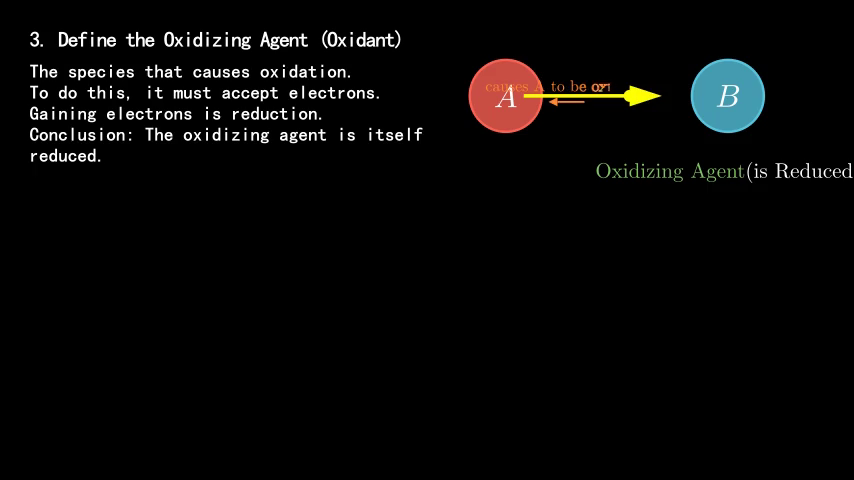 3. Define the Oxidizing Agent (Oxidant)
The species that causes oxidation.
To do this, it must accept electrons.
Gaining electrons is reduction.
Conclusion: The oxidizing agent is itself
reduced.
causes A to be
A
B
Oxidizing Agent(is Reduced